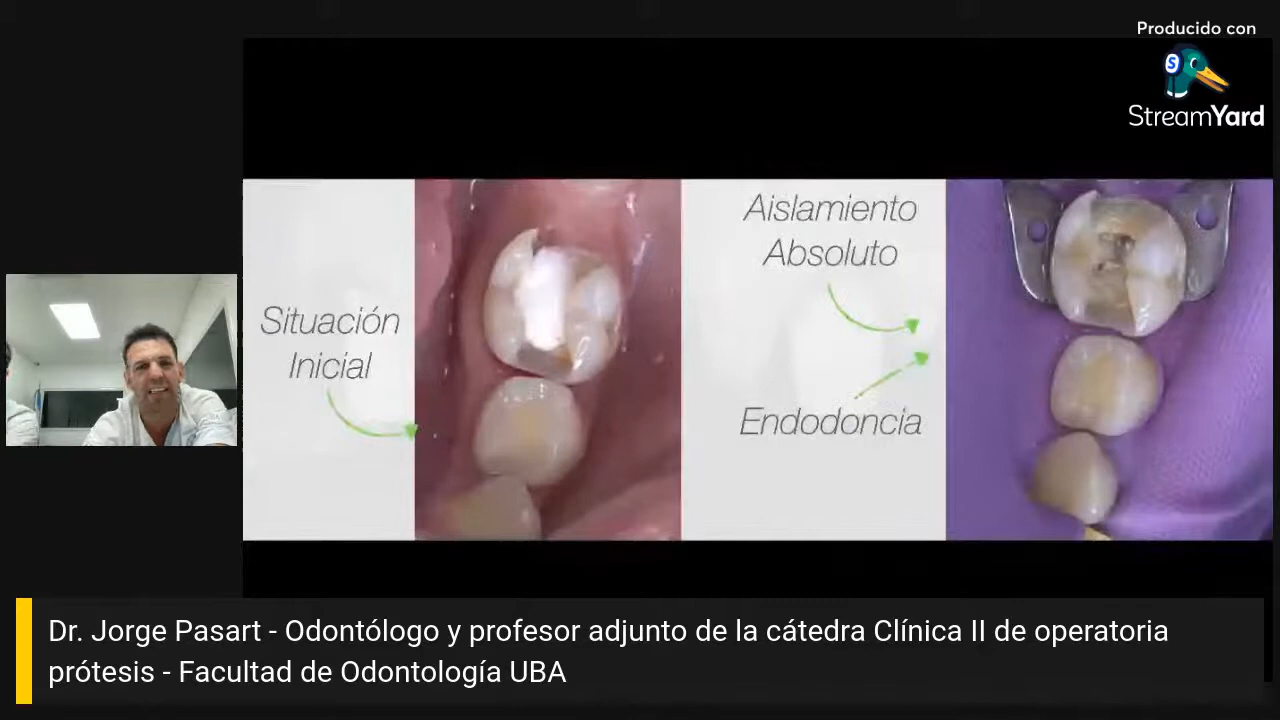 Producido con
StreamYard
Situación
Inicial
Aislamiento
Absoluto
Endodoncia
Dr. Jorge Pasart - Odontólogo y profesor adjunto de la cátedra Clínica II de operatoria
prótesis - Facultad de Odontología UBA